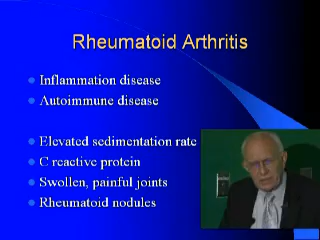 Rheumatoid Arthritis
Inflammation disease
Autoimmune disease
Elevated sedimentation rate
C reactive protein
Swollen, painful joints
Rheumatoid nodules